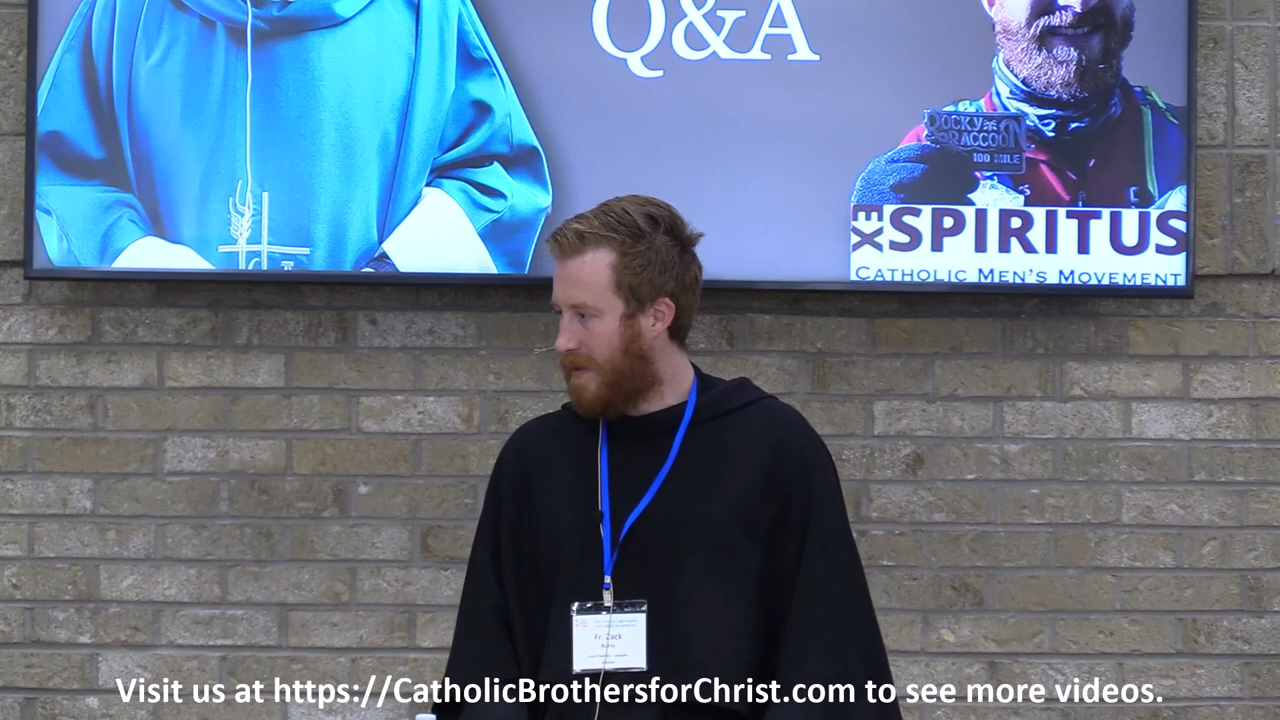 Q&A
ROCKY
RACCOON
100 MILE
EX SPIRITUS
CATHOLIC MEN'S MOVEMENT
Fr. Zack
Visit us at https://CatholicBrothersforChrist.com to see more videos.